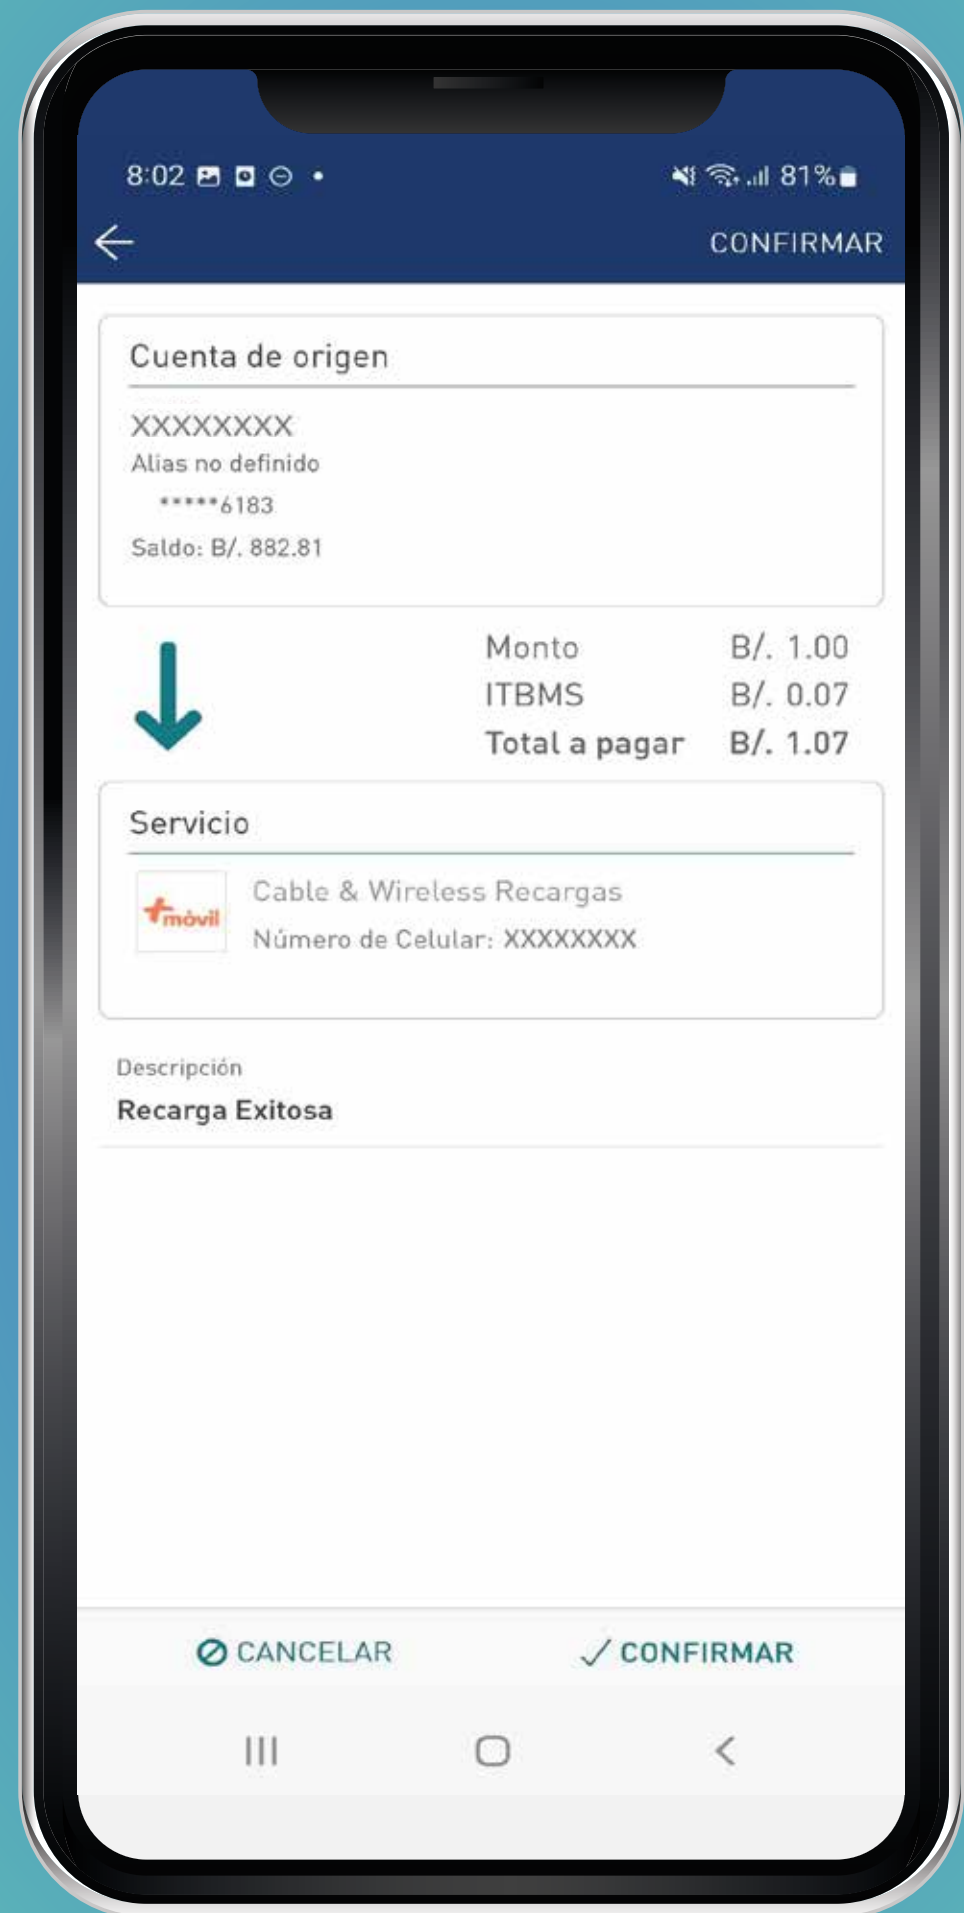 8:02
81%
CONFIRMAR
Cuenta de origen
XXXXXXXX
Alias no definido
*****6183
Saldo: B/. 882.81
Monto B/. 1.00
ITBMS B/. 0.07
Total a pagar B/. 1.07
Servicio
+móvil
Cable & Wireless Recargas
Número de Celular: XXXXXXXX
Descripción
Recarga Exitosa
CANCELAR
CONFIRMAR